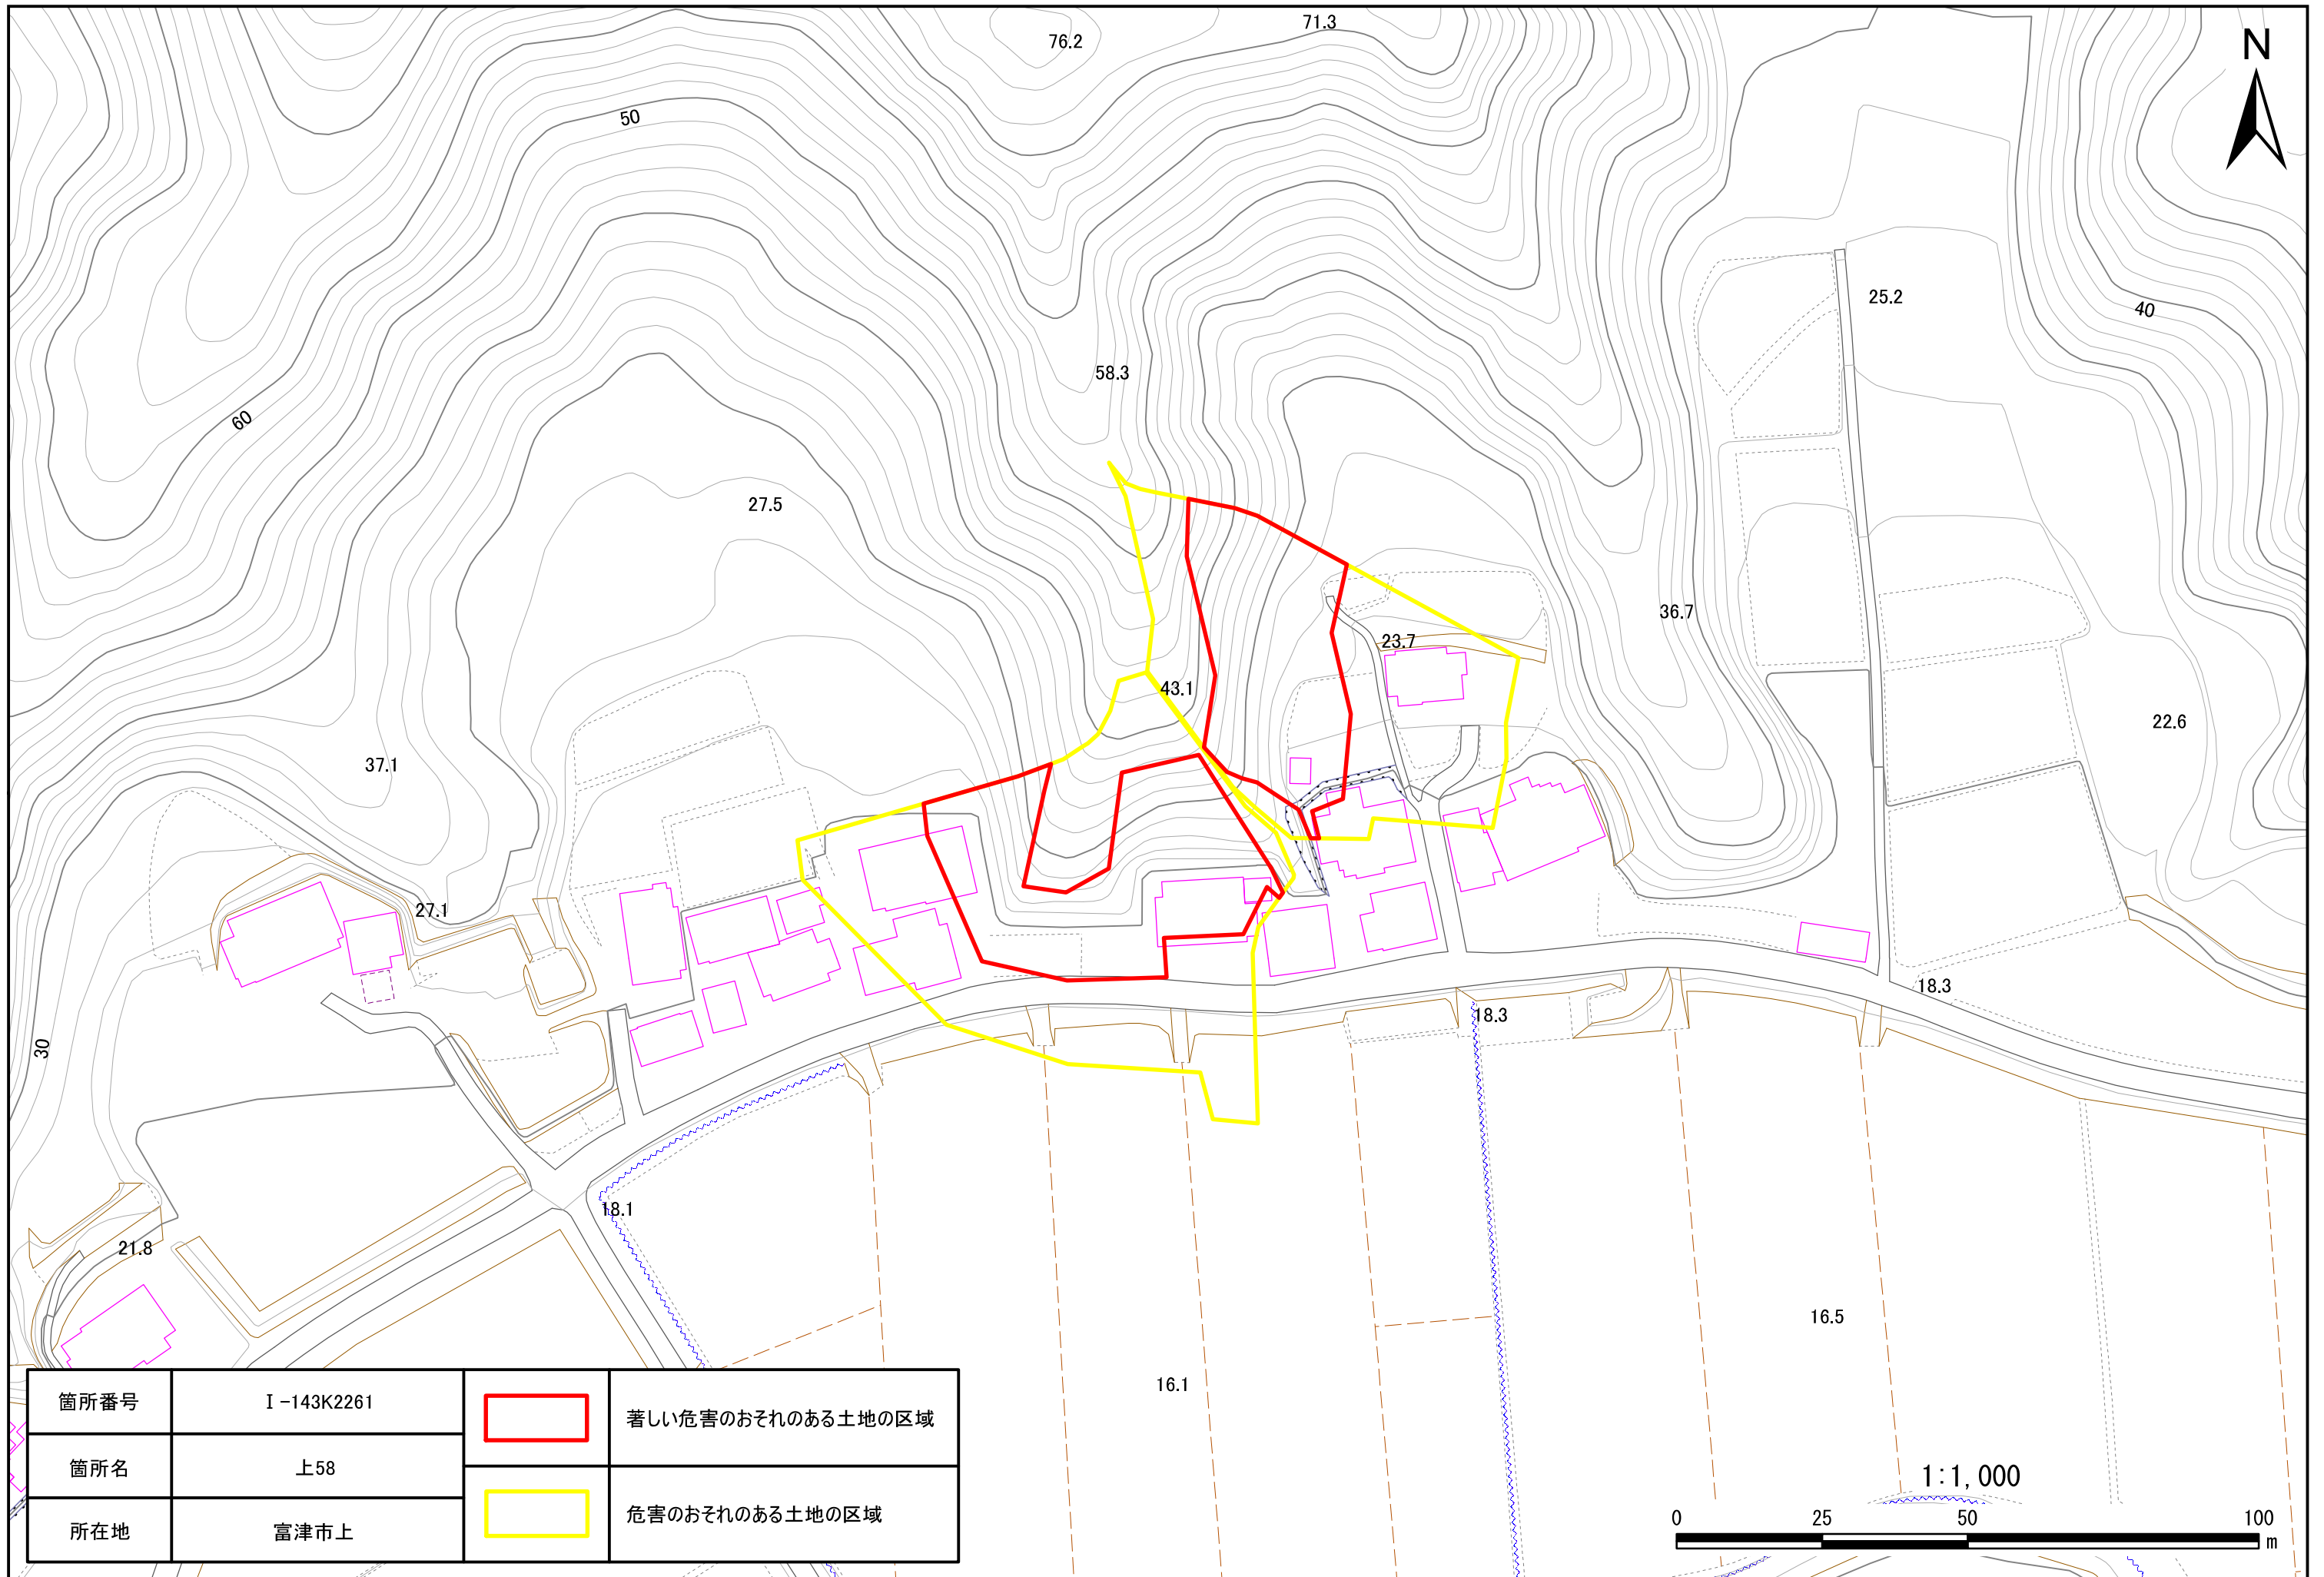 71.3
76.2
N
50
25.2
40
58.3
60
27.5
36.7
23.7
43.1
22.6
37.1
27.1
18.3
18.3
30
18.1
21.8
16.5
16.1
箇所番号 Ⅰ-143K2261
著しい危害のおそれのある土地の区域
箇所名 上58
危害のおそれのある土地の区域
所在地 富津市上
1:1,000
0 25 50 100
m